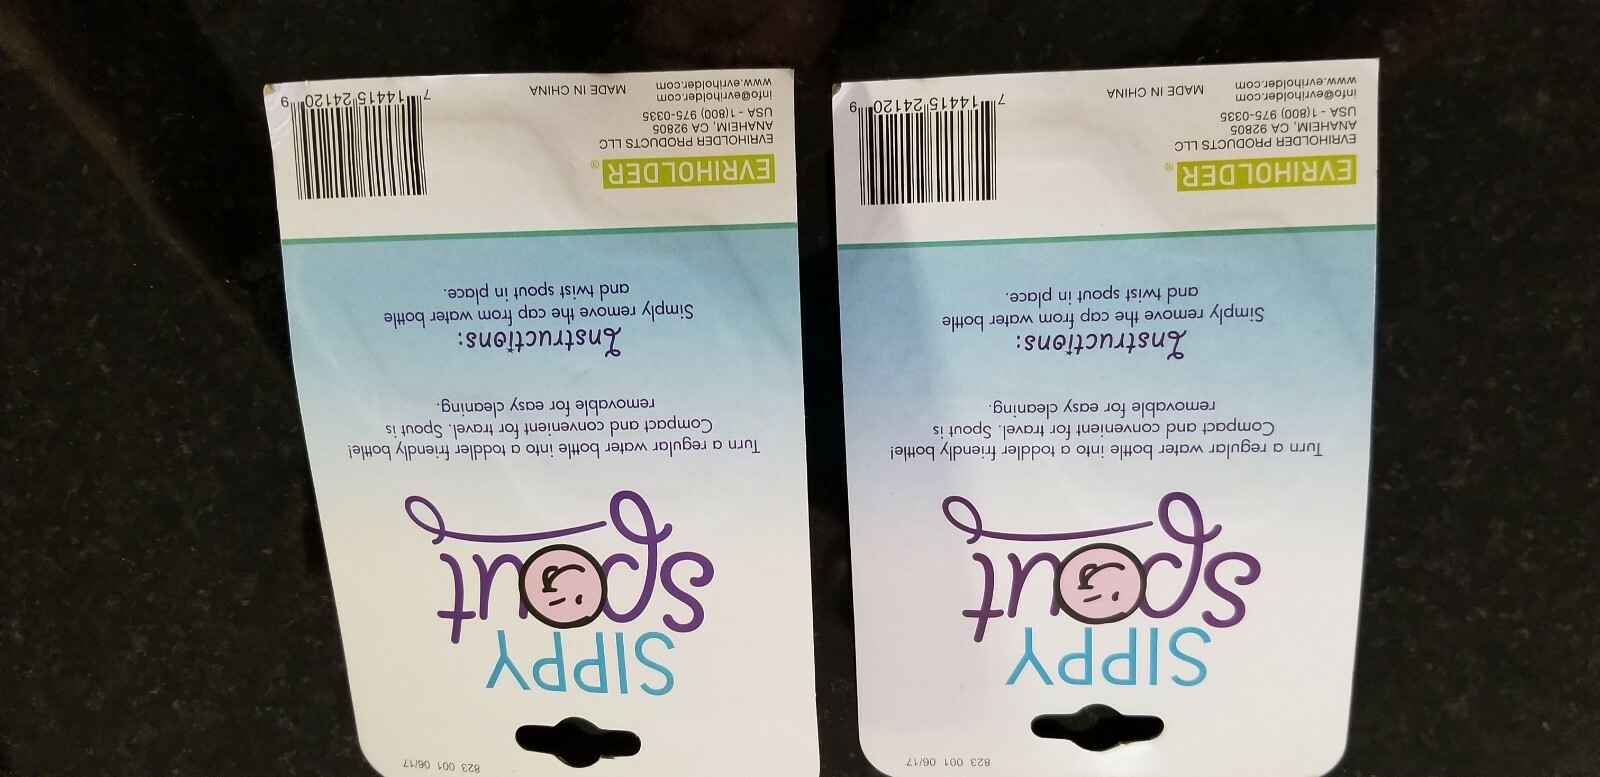 823 001 06/17
SIPPY
spout
Turn a regular water bottle into a toddler friendly bottle!
Compact and convenient for travel. Spout is
removable for easy cleaning.
Instructions:
Simply remove the cap from water bottle
and twist spout in place.
EVRIHOLDER®
EVRIHOLDER PRODUCTS LLC
ANAHEIM, CA 92805
USA - 1(800) 975-0335
info@evriholder.com
www.evriholder.com
MADE IN CHINA
7 14415 24120 9
823 001 06/17
SIPPY
spout
Turn a regular water bottle into a toddler friendly bottle!
Compact and convenient for travel. Spout is
removable for easy cleaning.
Instructions:
Simply remove the cap from water bottle
and twist spout in place.
EVRIHOLDER®
EVRIHOLDER PRODUCTS LLC
ANAHEIM, CA 92805
USA - 1(800) 975-0335
info@evriholder.com
www.evriholder.com
MADE IN CHINA
7 14415 24120 9